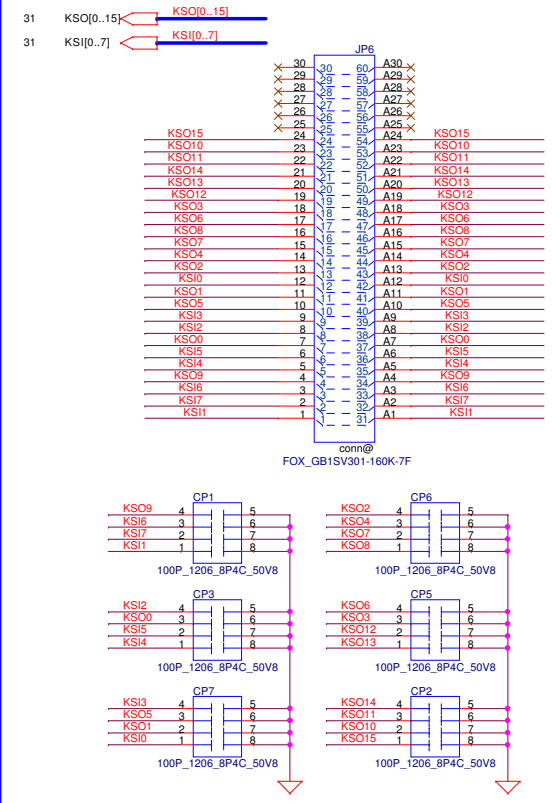 31 KSO[0..15] KSO[0..15]
31 KSI[0..7] KSI[0..7]
JP6
30 30 60 A30
29 29 59 A29
28 28 58 A28
27 27 57 A27
26 26 56 A26
25 25 55 A25
KSO15 24 24 54 A24 KSO15
KSO10 23 23 53 A23 KSO10
KSO11 22 22 52 A22 KSO11
KSO14 21 21 51 A21 KSO14
KSO13 20 20 50 A20 KSO13
KSO12 19 19 49 A19 KSO12
KSO3 18 18 48 A18 KSO3
KSO6 17 17 47 A17 KSO6
KSO8 16 16 46 A16 KSO8
KSO7 15 15 45 A15 KSO7
KSO4 14 14 44 A14 KSO4
KSO2 13 13 43 A13 KSO2
KSI0 12 12 42 A12 KSI0
KSO1 11 11 41 A11 KSO1
KSO5 10 10 40 A10 KSO5
KSI3 9 9 39 A9 KSI3
KSI2 8 8 38 A8 KSI2
KSO0 7 7 37 A7 KSO0
KSI5 6 6 36 A6 KSI5
KSI4 5 5 35 A5 KSI4
KSO9 4 4 34 A4 KSO9
KSI6 3 3 33 A3 KSI6
KSI7 2 2 32 A2 KSI7
KSI1 1 1 31 A1 KSI1
conn@
FOX_GB1SV301-160K-7F
CP1 CP6
KSO9 4 5 KSO2 4 5
KSI6 3 6 KSO4 3 6
KSI7 2 7 KSO7 2 7
KSI1 1 8 KSO8 1 8
100P_1206_8P4C_50V8 100P_1206_8P4C_50V8
CP3 CP5
KSI2 4 5 KSO6 4 5
KSO0 3 6 KSO3 3 6
KSI5 2 7 KSO12 2 7
KSI4 1 8 KSO13 1 8
100P_1206_8P4C_50V8 100P_1206_8P4C_50V8
CP7 CP2
KSI3 4 5 KSO14 4 5
KSO5 3 6 KSO11 3 6
KSO1 2 7 KSO10 2 7
KSI0 1 8 KSO15 1 8
100P_1206_8P4C_50V8 100P_1206_8P4C_50V8